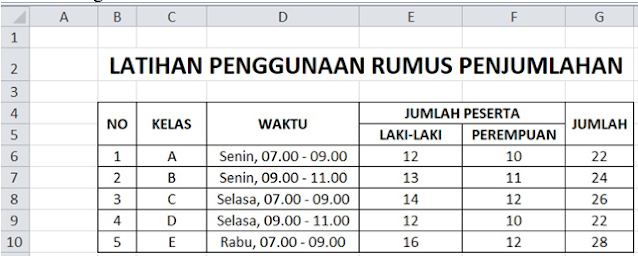 A B C D E F G
1
2 LATIHAN PENGGUNAAN RUMUS PENJUMLAHAN
3
4 NO KELAS WAKTU JUMLAH PESERTA JUMLAH
5 LAKI-LAKI PEREMPUAN
6 1 A Senin, 07.00 - 09.00 12 10 22
7 2 B Senin, 09.00 - 11.00 13 11 24
8 3 C Selasa, 07.00 - 09.00 14 12 26
9 4 D Selasa, 09.00 - 11.00 12 10 22
10 5 E Rabu, 07.00 - 09.00 16 12 28